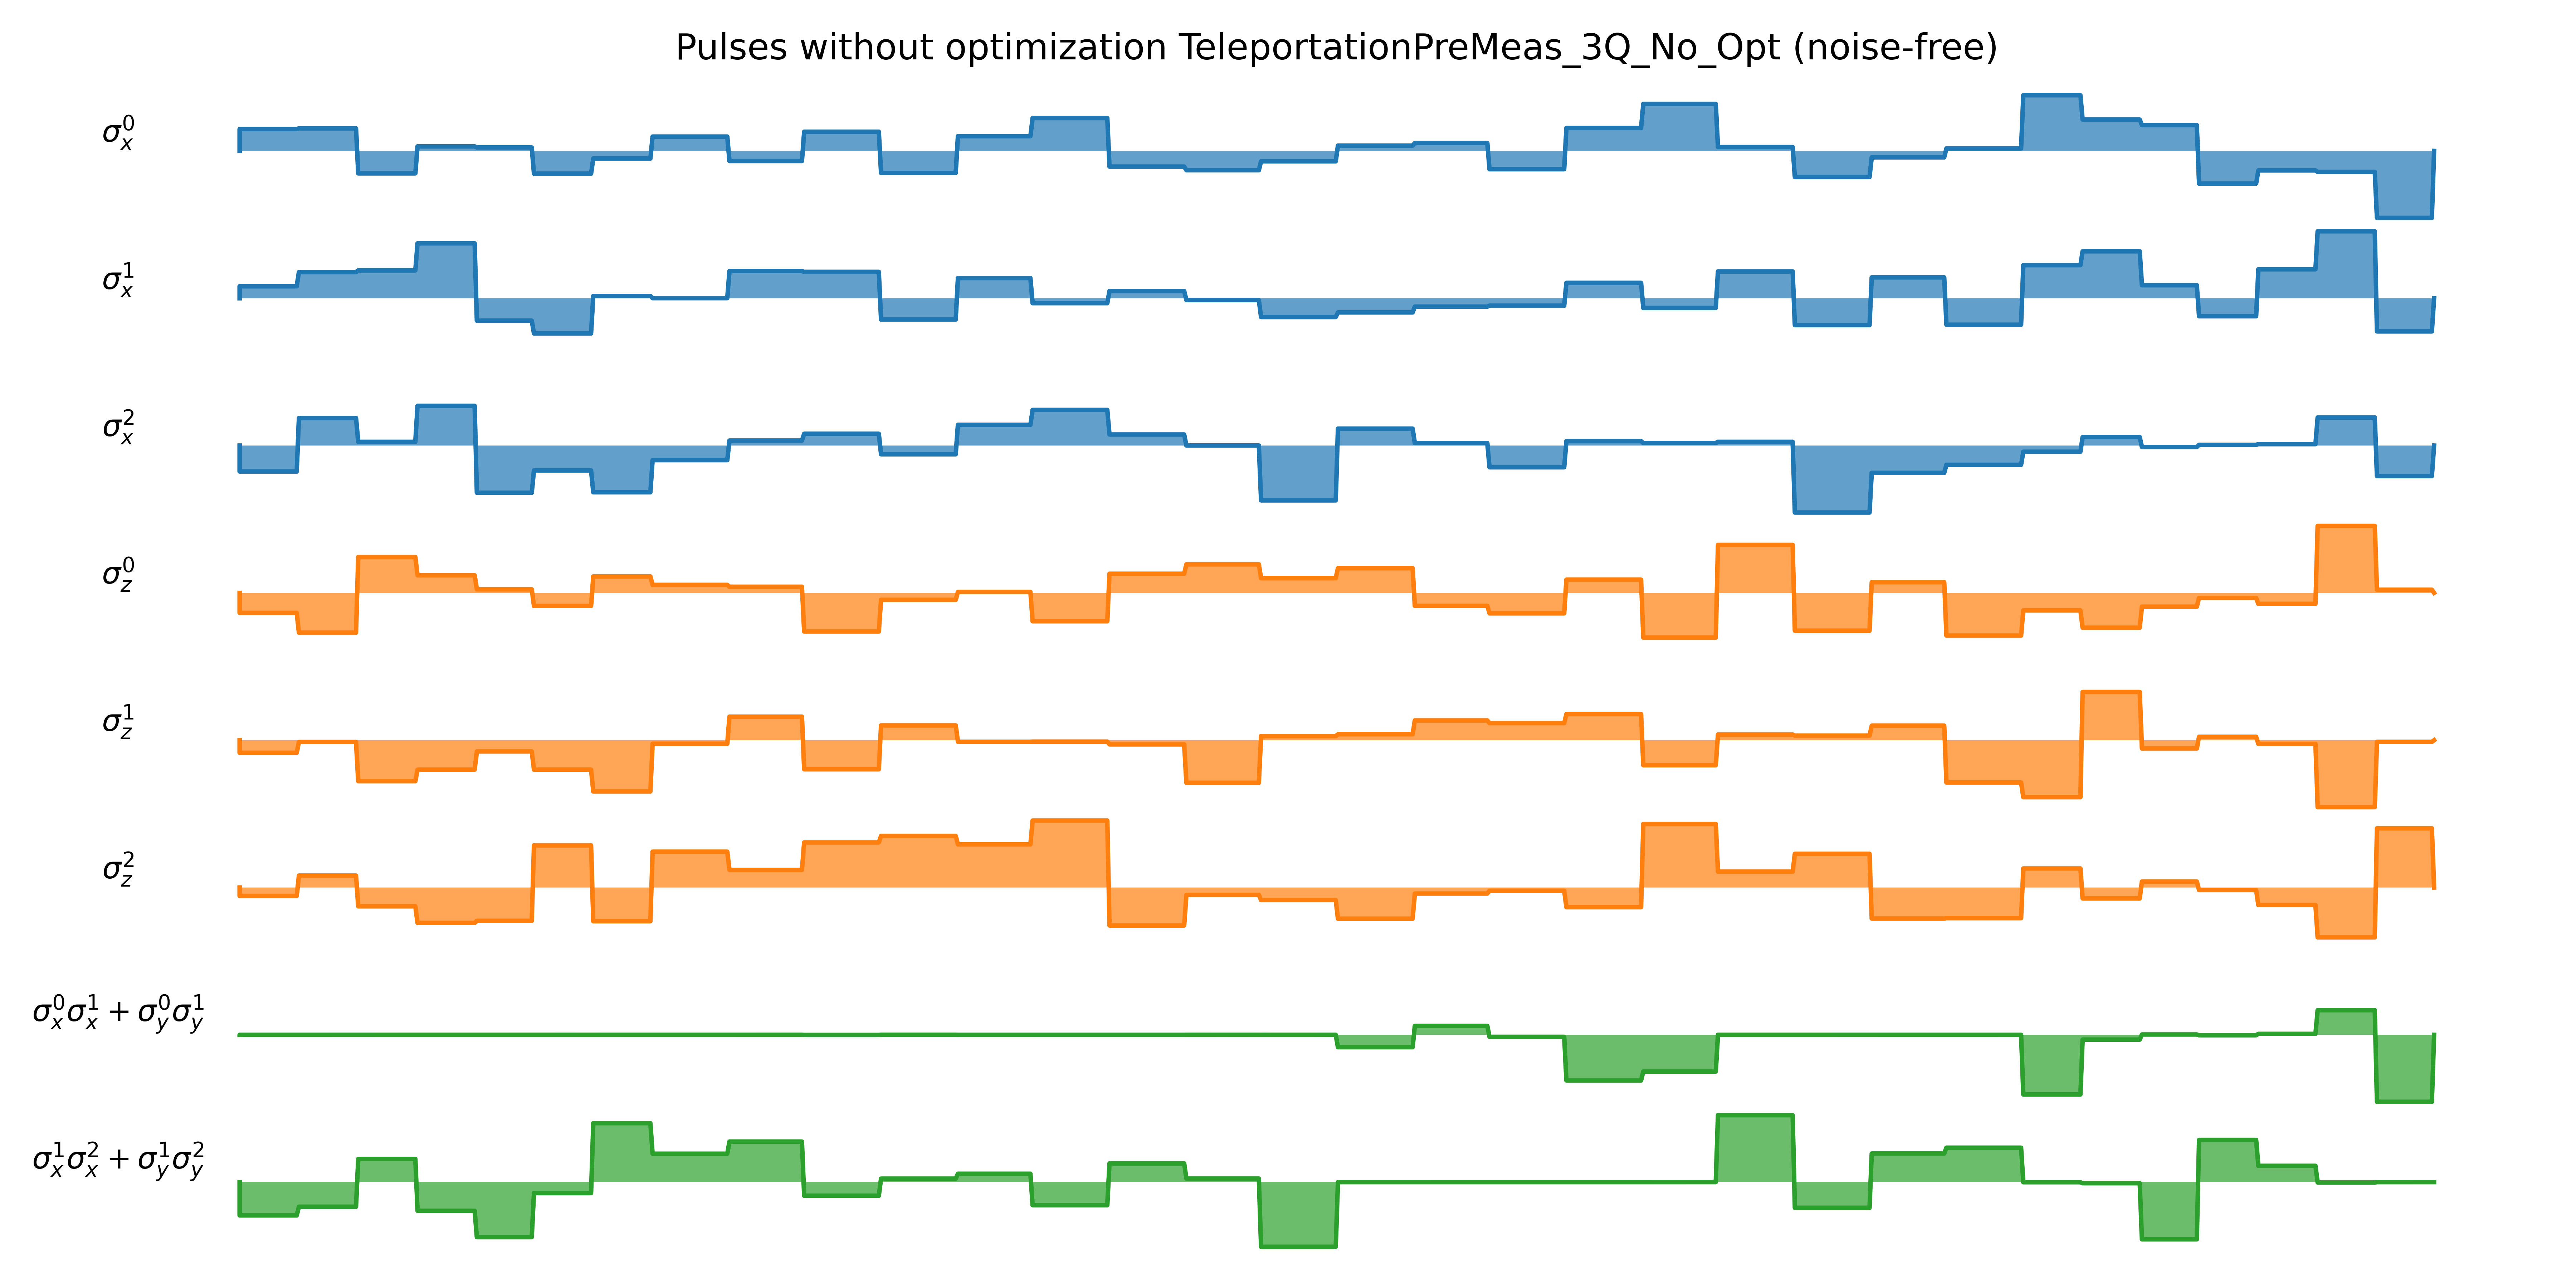 Pulses without optimization TeleportationPreMeas_3Q_No_Opt (noise-free)
σ_x^0
σ_x^1
σ_x^2
σ_z^0
σ_z^1
σ_z^2
σ_x^0σ_x^1 + σ_y^0σ_y^1
σ_x^1σ_x^2 + σ_y^1σ_y^2